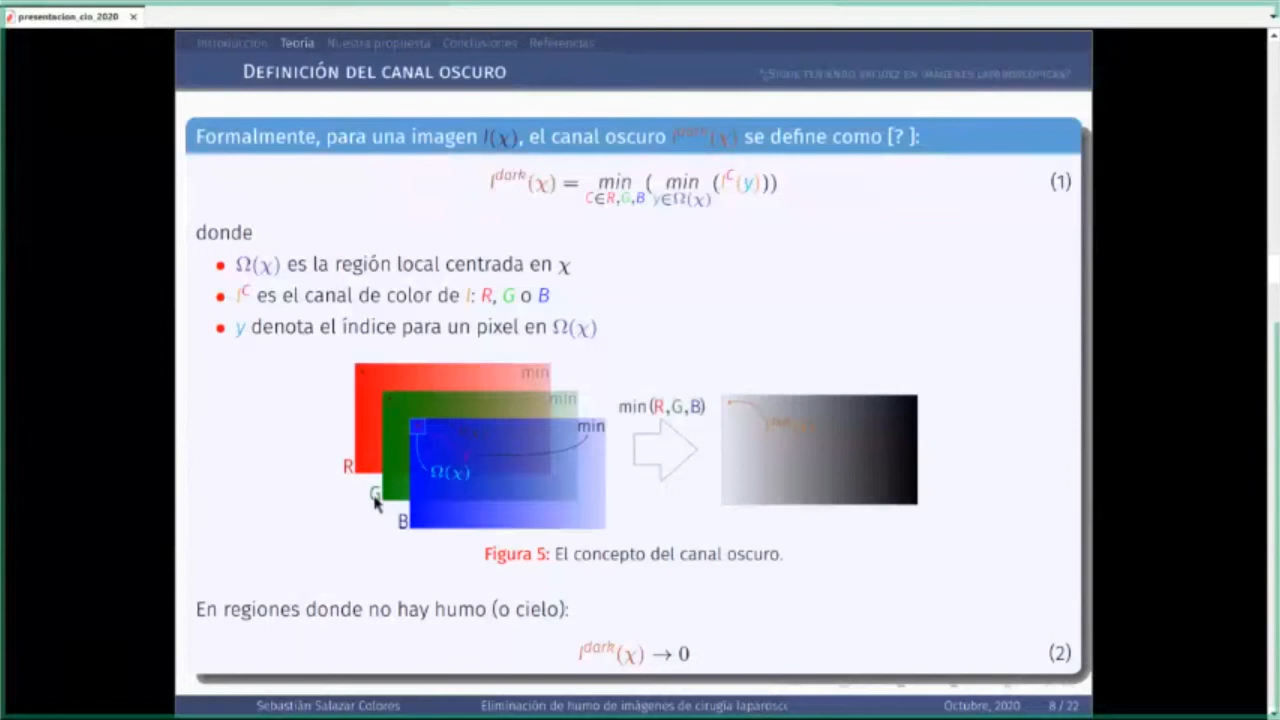 presentacion_cio_2020 ×
Introducción Teoría Nuestra propuesta Conclusiones Referencias
DEFINICIÓN DEL CANAL OSCURO
Formalmente, para una imagen I(χ), el canal oscuro I^dark(χ) se define como [? ]:
I^dark(χ) = min C∈R,G,B ( min y∈Ω(χ) (I^C(y))) (1)
donde
• Ω(χ) es la región local centrada en χ
• I^C es el canal de color de I: R, G o B
• y denota el índice para un pixel en Ω(χ)
min
min
min
min(R,G,B)
Ω(χ)
R
G
B
Figura 5: El concepto del canal oscuro.
En regiones donde no hay humo (o cielo):
I^dark(χ) → 0 (2)
Sebastián Salazar Colores Eliminación de humo de imágenes de cirugía laparosc Octubre, 2020 8 / 22